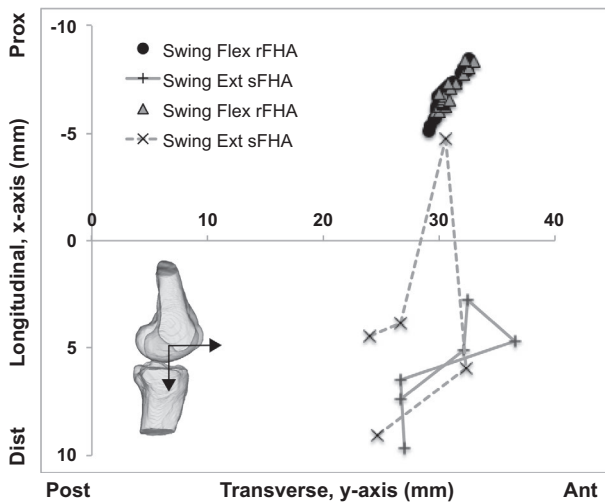 Prox
-10
Swing Flex rFHA
Swing Ext sFHA
Swing Flex rFHA
Swing Ext sFHA
-5
Longitudinal, x-axis (mm)
0 10 20 30 40
0
5
10
Dist
Post Transverse, y-axis (mm) Ant